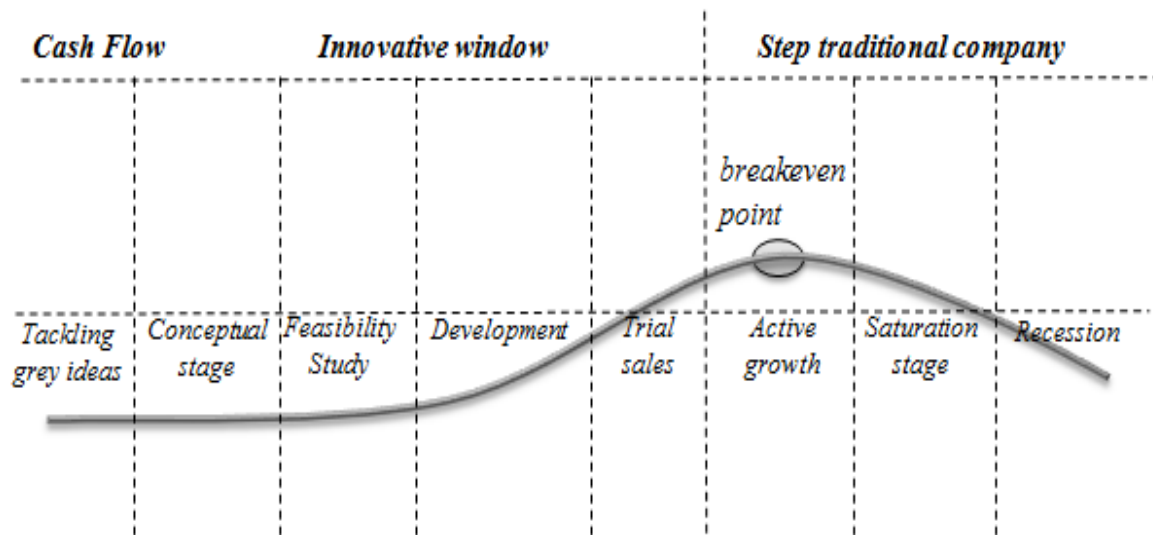 Cash Flow
Innovative window
Step traditional company
breakeven
point
Tackling
grey ideas
Conceptual
stage
Feasibility
Study
Development
Trial
sales
Active
growth
Saturation
stage
Recession